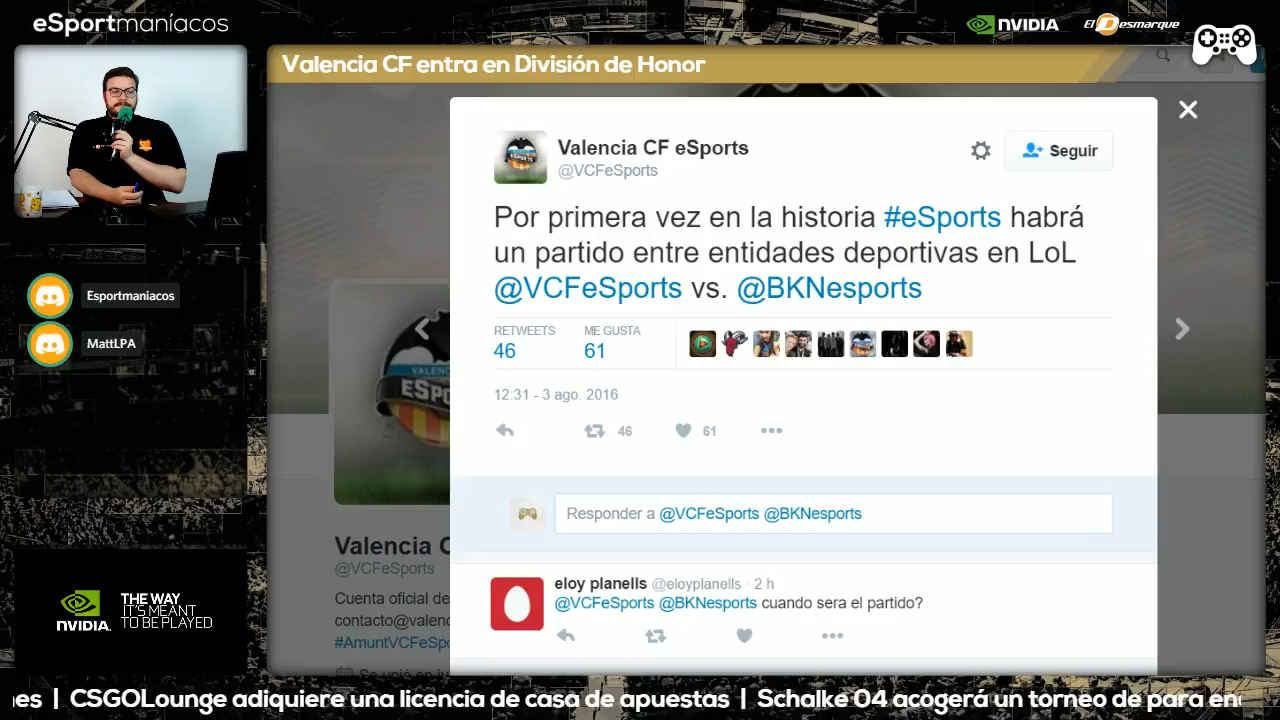 eSportmaníacos
NVIDIA
El Desmarque
Valencia CF entra en División de Honor
Valencia CF eSports
@VCFeSports
Seguir
Por primera vez en la historia #eSports habrá
un partido entre entidades deportivas en LoL
@VCFeSports vs. @BKNesports
RETWEETS
ME GUSTA
46
61
12:31 - 3 ago. 2016
46
61
Responder a @VCFeSports @BKNesports
eloy planells @eloyplanells · 2 h
@VCFeSports @BKNesports cuando sera el partido?
Esportmaniacos
MattLPA
Valencia C
@VCFeSports
Cuenta oficial de
contacto@valenc
#AmuntVCFeSpo
NVIDIA.
THE WAY
IT'S MEANT
TO BE PLAYED
nes | CSGOLounge adiquiere una licencia de casa de apuestas | Schalke 04 acogerá un torneo de para en